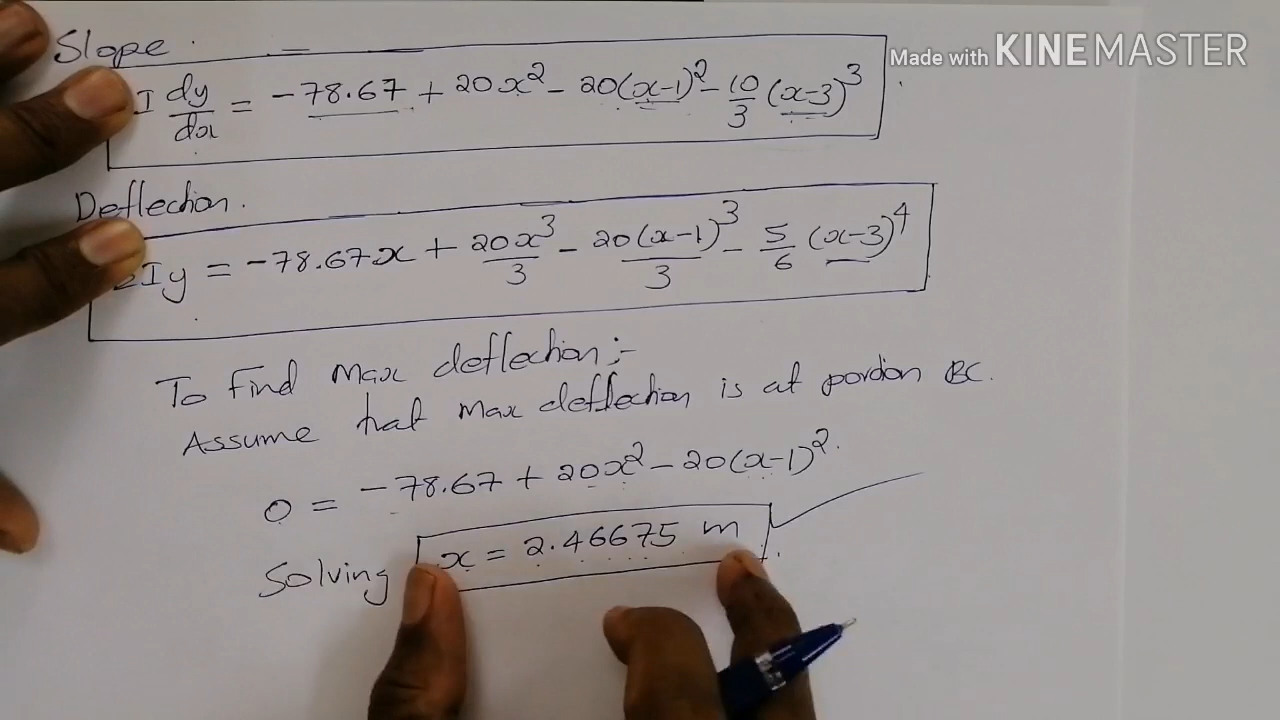 Slope.
Made with KINEMASTER
I dy/dx = -78.67 + 20x² - 20(x-1)² - 10/3 (x-3)³
Deflection.
EIy = -78.67x + 20x³/3 - 20(x-1)³/3 - 5/6 (x-3)⁴
To Find Max deflection:-
Assume that Max deflection is at portion BC.
0 = -78.67 + 20x² - 20(x-1)².
Solving x = 2.46675 m